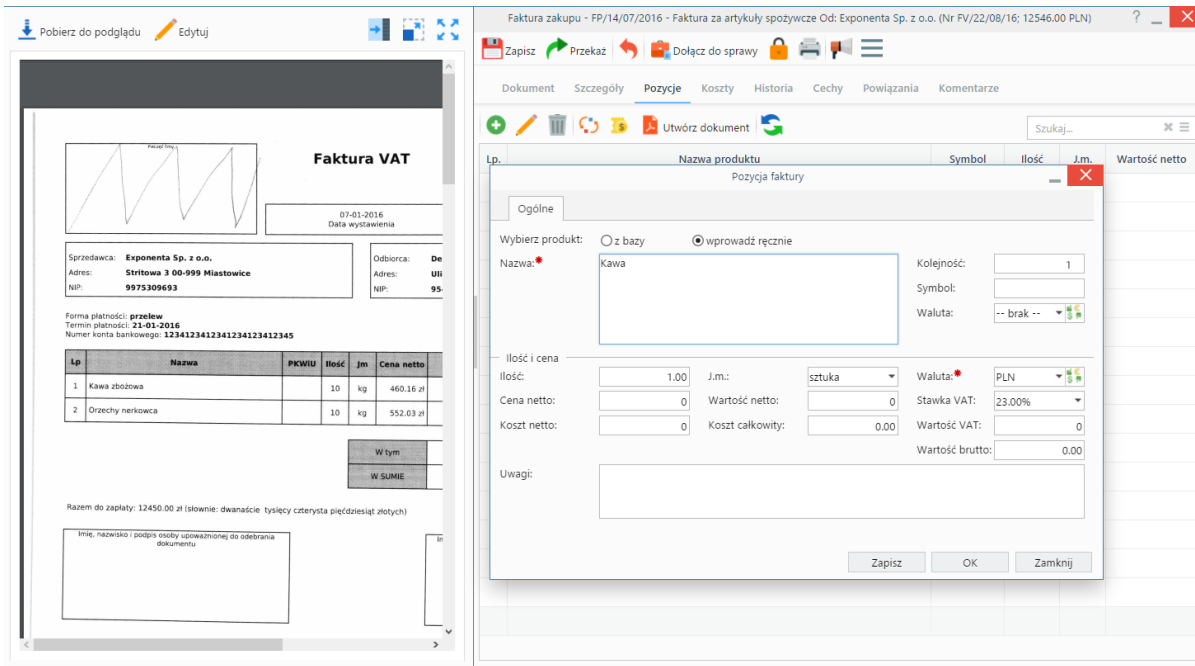 Pobierz do podglądu Edytuj
Pieczęć firmy
Faktura VAT
07-01-2016
Data wystawienia
Sprzedawca: Exponenta Sp. z o.o.
Adres: Stritowa 3 00-999 Miastowice
NIP: 9975309693
Odbiorca: De
Adres: Uli
NIP: 95-
Forma płatności: przelew
Termin płatności: 21-01-2016
Numer konta bankowego: 1234123412341234123412345
Lp Nazwa PKWiU Ilość Jm Cena netto
1 Kawa zbożowa 10 kg 460.16 zł
2 Orzechy nerkowca 10 kg 552.03 zł
W tym
W SUMIE
Razem do zapłaty: 12450.00 zł (słownie: dwanaście tysięcy czterysta pięćdziesiąt złotych)
Imię, nazwisko i podpis osoby upoważnionej do odebrania
dokumentu
Faktura zakupu - FP/14/07/2016 - Faktura za artykuły spożywcze Od: Exponenta Sp. z o.o. (Nr FV/22/08/16; 12546.00 PLN)
Zapisz Przekaż Dołącz do sprawy
Dokument Szczegóły Pozycje Koszty Historia Cechy Powiązania Komentarze
Utwórz dokument Szukaj...
Lp. Nazwa produktu Symbol Ilość J.m. Wartość netto
Pozycja faktury
Ogólne
Wybierz produkt: z bazy wprowadź ręcznie
Nazwa:* Kawa Kolejność: 1
Symbol:
Waluta: -- brak --
Ilość i cena
Ilość: 1.00 J.m.: sztuka Waluta:* PLN
Cena netto: 0 Wartość netto: 0 Stawka VAT: 23.00%
Koszt netto: 0 Koszt całkowity: 0.00 Wartość VAT: 0
Wartość brutto: 0.00
Uwagi:
Zapisz OK Zamknij